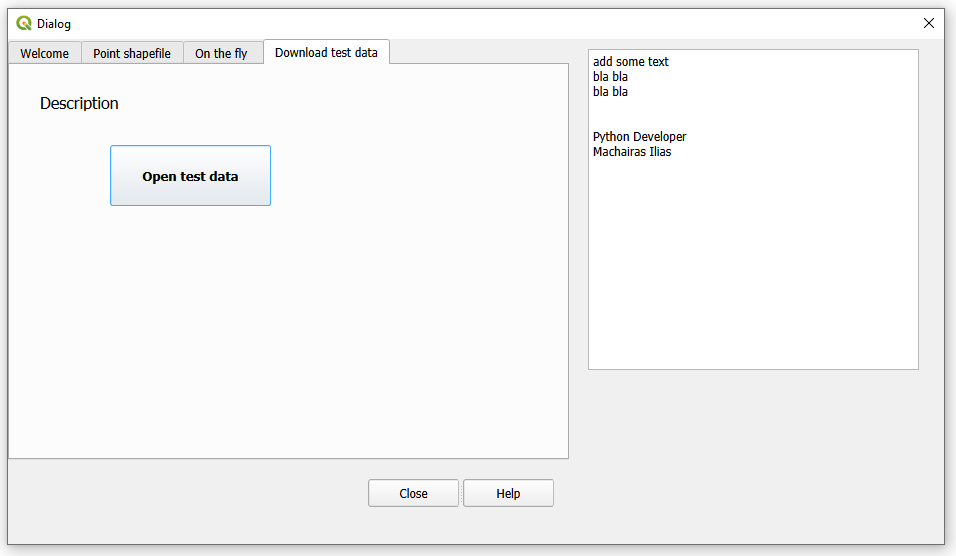 Dialog
Welcome Point shapefile On the fly Download test data
Description
Open test data
add some text
bla bla
bla bla
Python Developer
Machairas Ilias
Close Help